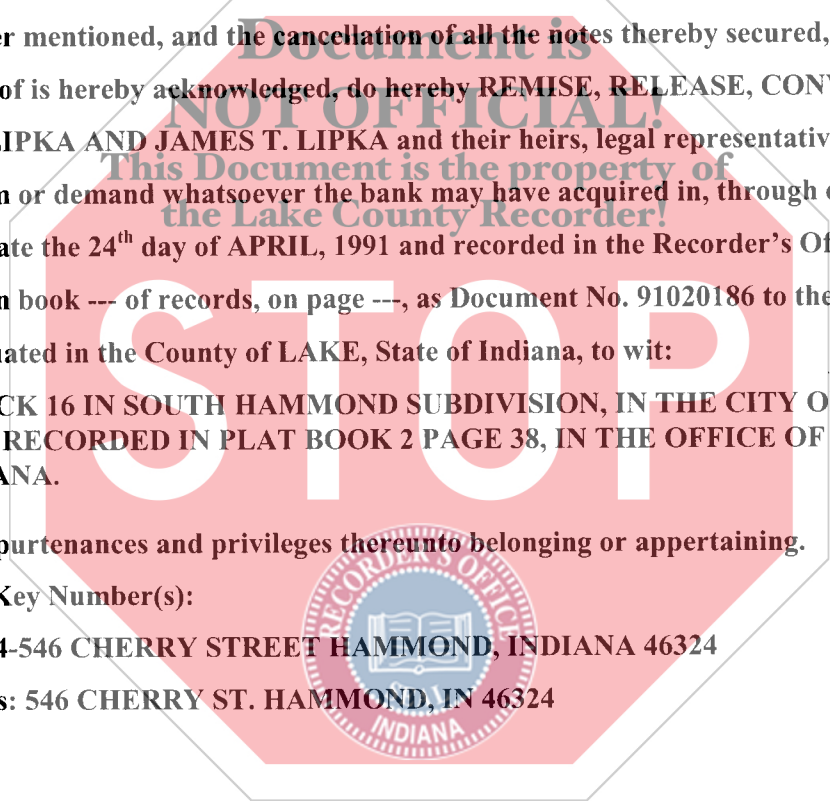 Document is
er mentioned, and the cancellation of all the notes thereby secured,
of is hereby acknowledged, do hereby REMISE, RELEASE, CONV
NOT OFFICIAL!
LIPKA AND JAMES T. LIPKA and their heirs, legal representativ
This Document is the property of
m or demand whatsoever the bank may have acquired in, through o
the Lake County Recorder!
ate the 24th day of APRIL, 1991 and recorded in the Recorder's Of
n book --- of records, on page ---, as Document No. 91020186 to the
uated in the County of LAKE, State of Indiana, to wit:
STOP
CK 16 IN SOUTH HAMMOND SUBDIVISION, IN THE CITY O
RECORDED IN PLAT BOOK 2 PAGE 38, IN THE OFFICE OF
ANA.
purtenances and privileges thereunto belonging or appertaining.
RECORDER'S OFFICE
Key Number(s):
4-546 CHERRY STREET HAMMOND, INDIANA 46324
SEAL
s: 546 CHERRY ST. HAMMOND, IN 46324
INDIANA